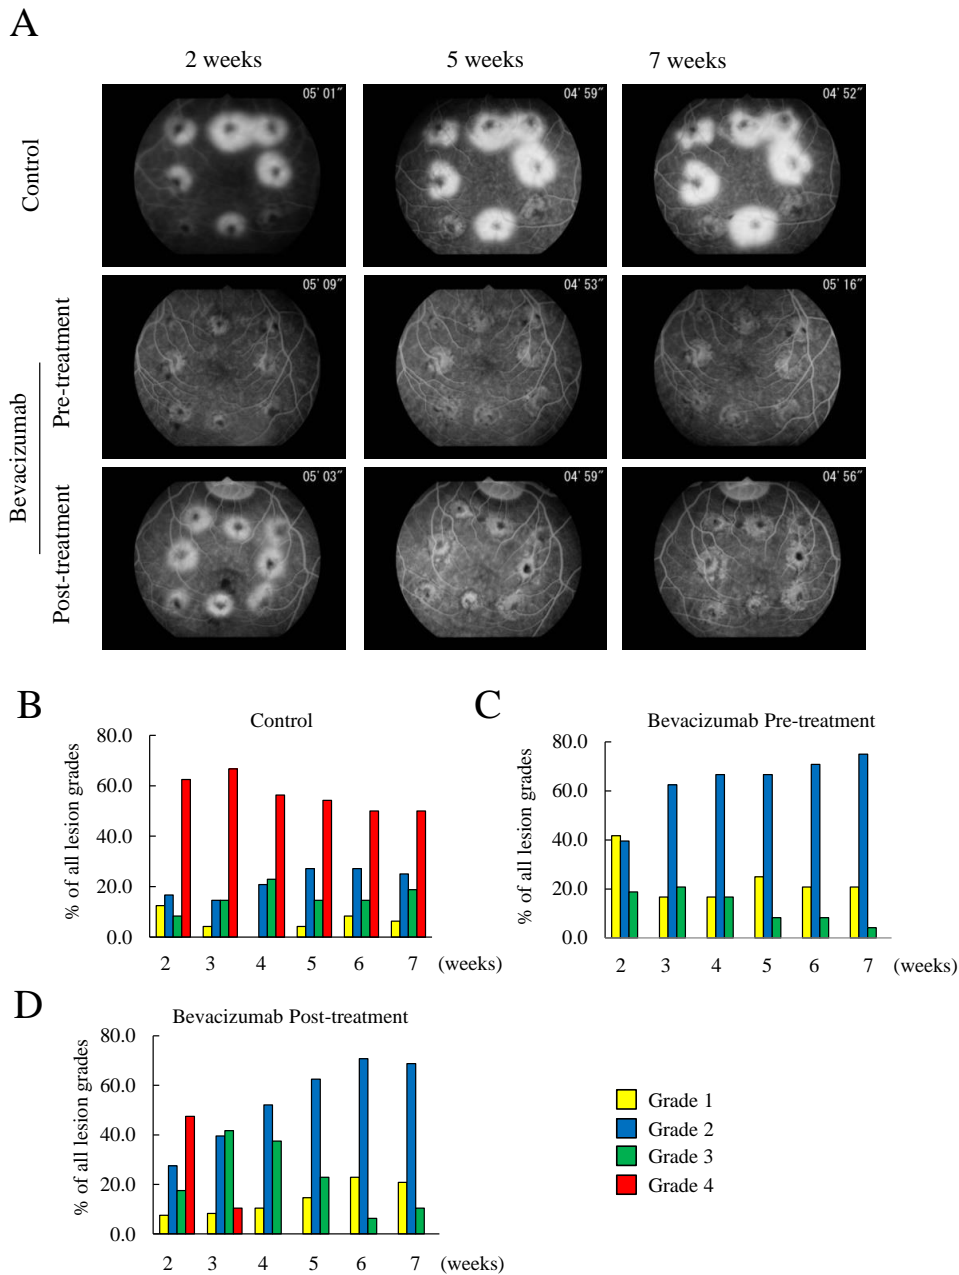 A
2 weeks 5 weeks 7 weeks
Control
05' 01" 04' 59" 04' 52"
Bevacizumab
Pre-treatment
05' 09" 04' 53" 05' 16"
Post-treatment
05' 03" 04' 59" 04' 56"
B
Control
% of all lesion grades
80.0
60.0
40.0
20.0
0.0
2 3 4 5 6 7 (weeks)
C
Bevacizumab Pre-treatment
% of all lesion grades
80.0
60.0
40.0
20.0
0.0
2 3 4 5 6 7 (weeks)
D
Bevacizumab Post-treatment
% of all lesion grades
80.0
60.0
40.0
20.0
0.0
2 3 4 5 6 7 (weeks)
Grade 1
Grade 2
Grade 3
Grade 4